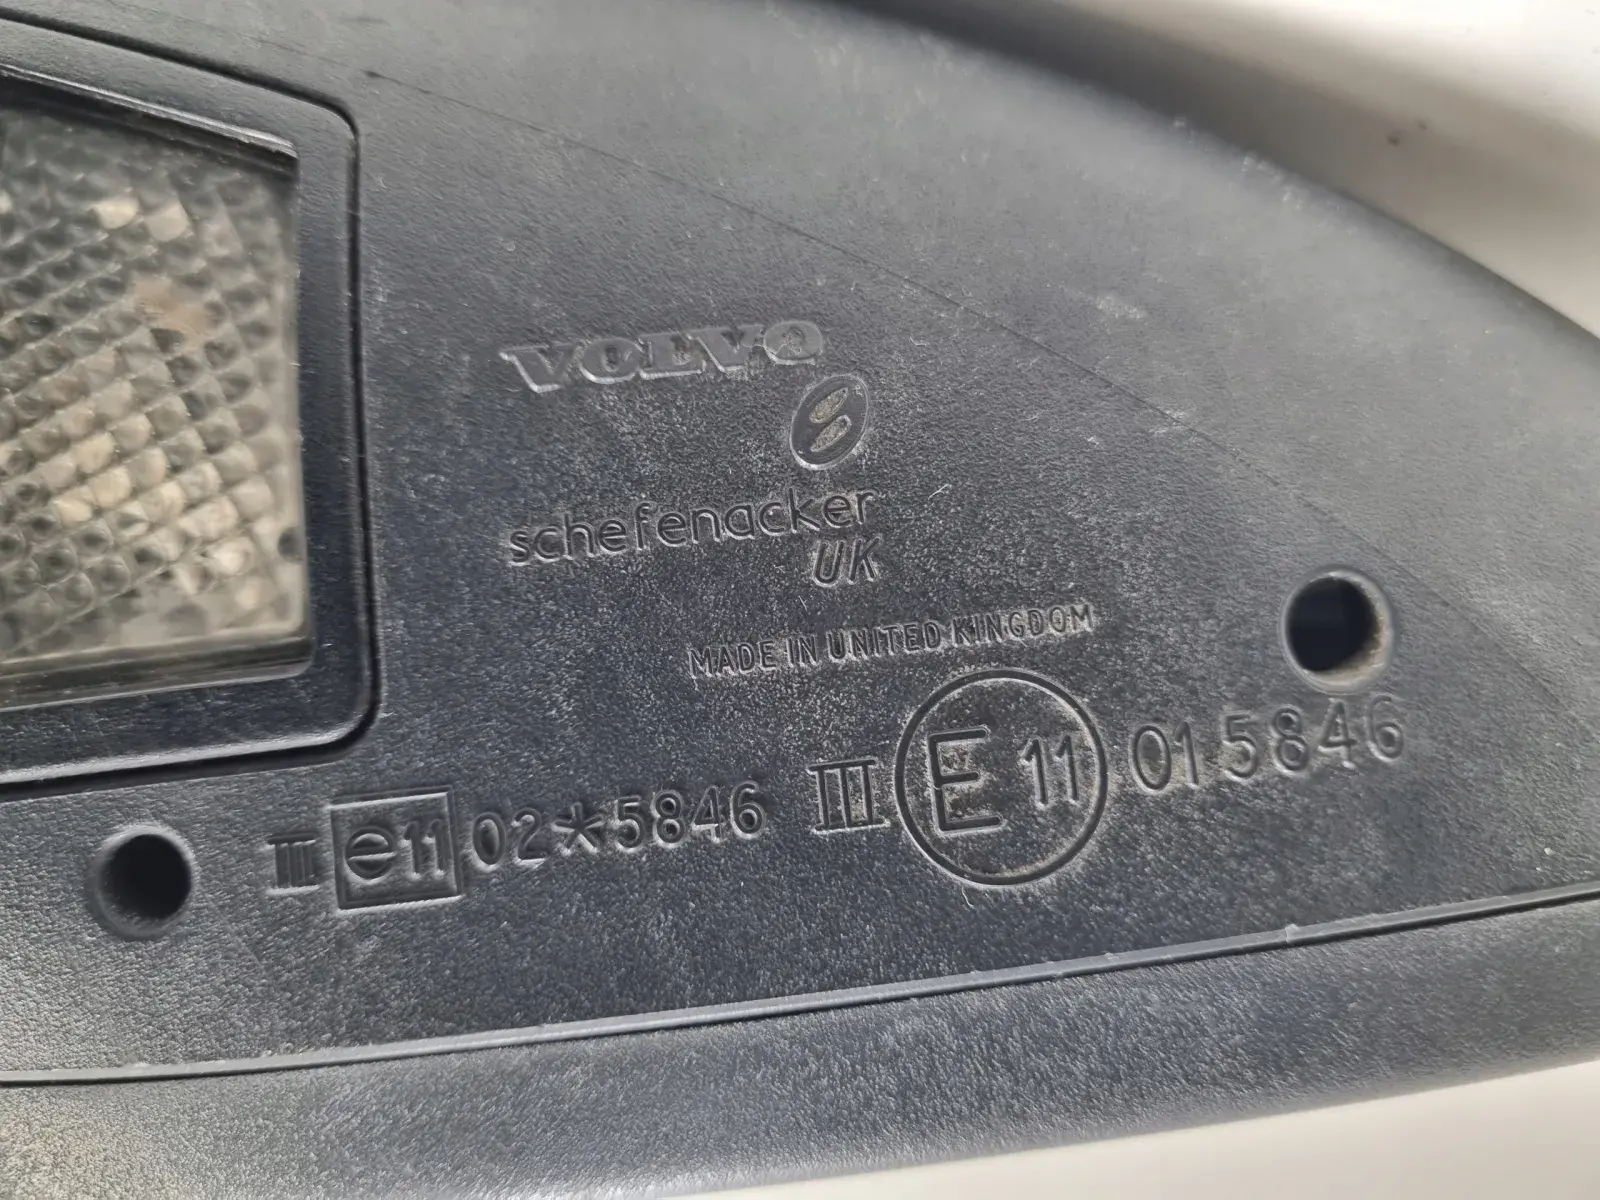 VOLVO
schefenacker
UK
MADE IN UNITED KINGDOM
III e11 02*5846 III E 11 015846